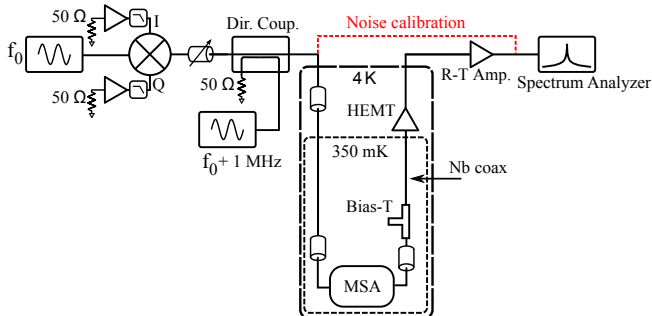 50 Ω
I
Dir. Coup.
Noise calibration
f₀
Q
50 Ω
50 Ω
4 K
R-T Amp.
Spectrum Analyzer
HEMT
350 mK
f₀+ 1 MHz
Nb coax
Bias-T
MSA